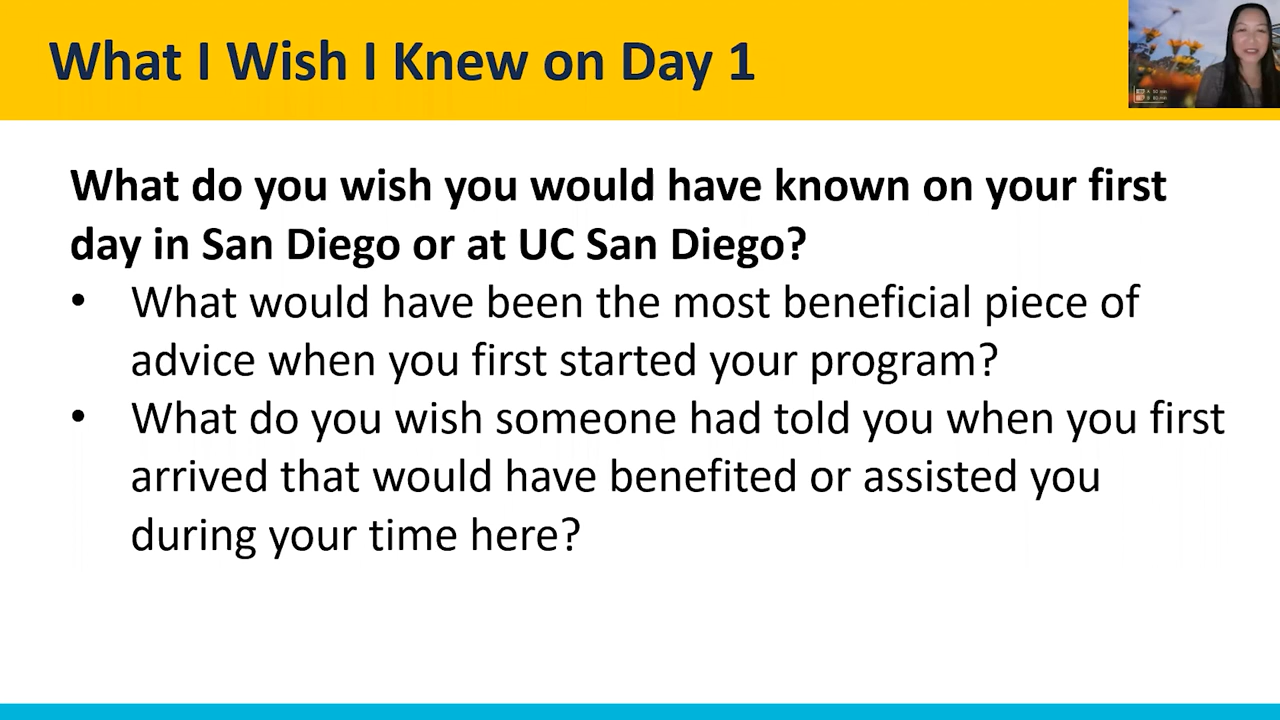 What I Wish I Knew on Day 1
What do you wish you would have known on your first
day in San Diego or at UC San Diego?
• What would have been the most beneficial piece of
advice when you first started your program?
• What do you wish someone had told you when you first
arrived that would have benefited or assisted you
during your time here?